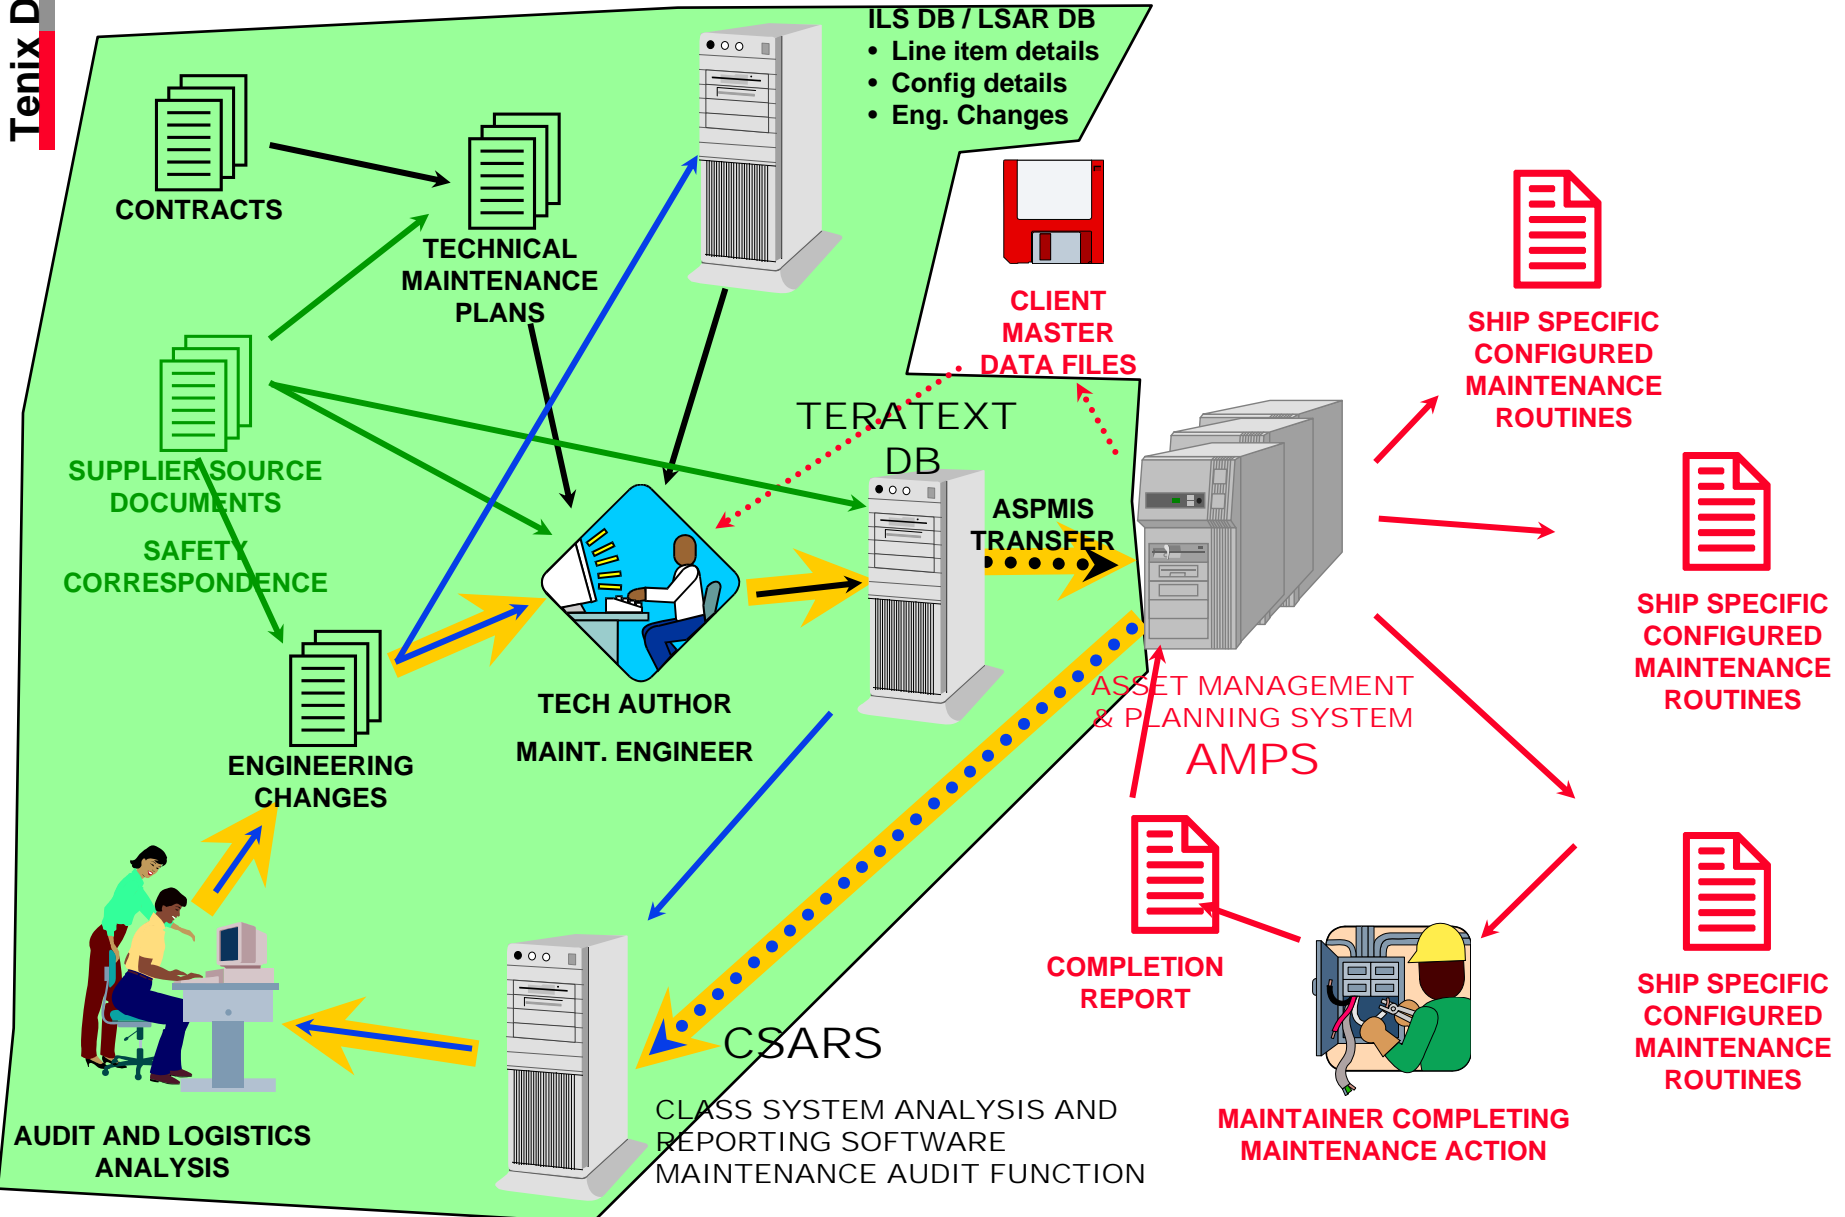 Tenix D
ILS DB / LSAR DB
• Line item details
• Config details
• Eng. Changes
CONTRACTS
TECHNICAL
MAINTENANCE
PLANS
CLIENT
MASTER
DATA FILES
SHIP SPECIFIC
CONFIGURED
MAINTENANCE
ROUTINES
SUPPLIER SOURCE
DOCUMENTS
SAFETY
CORRESPONDENCE
TERATEXT
DB
ASPMIS
TRANSFER
SHIP SPECIFIC
CONFIGURED
MAINTENANCE
ROUTINES
TECH AUTHOR
MAINT. ENGINEER
ASSET MANAGEMENT
& PLANNING SYSTEM
AMPS
ENGINEERING
CHANGES
COMPLETION
REPORT
SHIP SPECIFIC
CONFIGURED
MAINTENANCE
ROUTINES
CSARS
CLASS SYSTEM ANALYSIS AND
REPORTING SOFTWARE
MAINTENANCE AUDIT FUNCTION
MAINTAINER COMPLETING
MAINTENANCE ACTION
AUDIT AND LOGISTICS
ANALYSIS